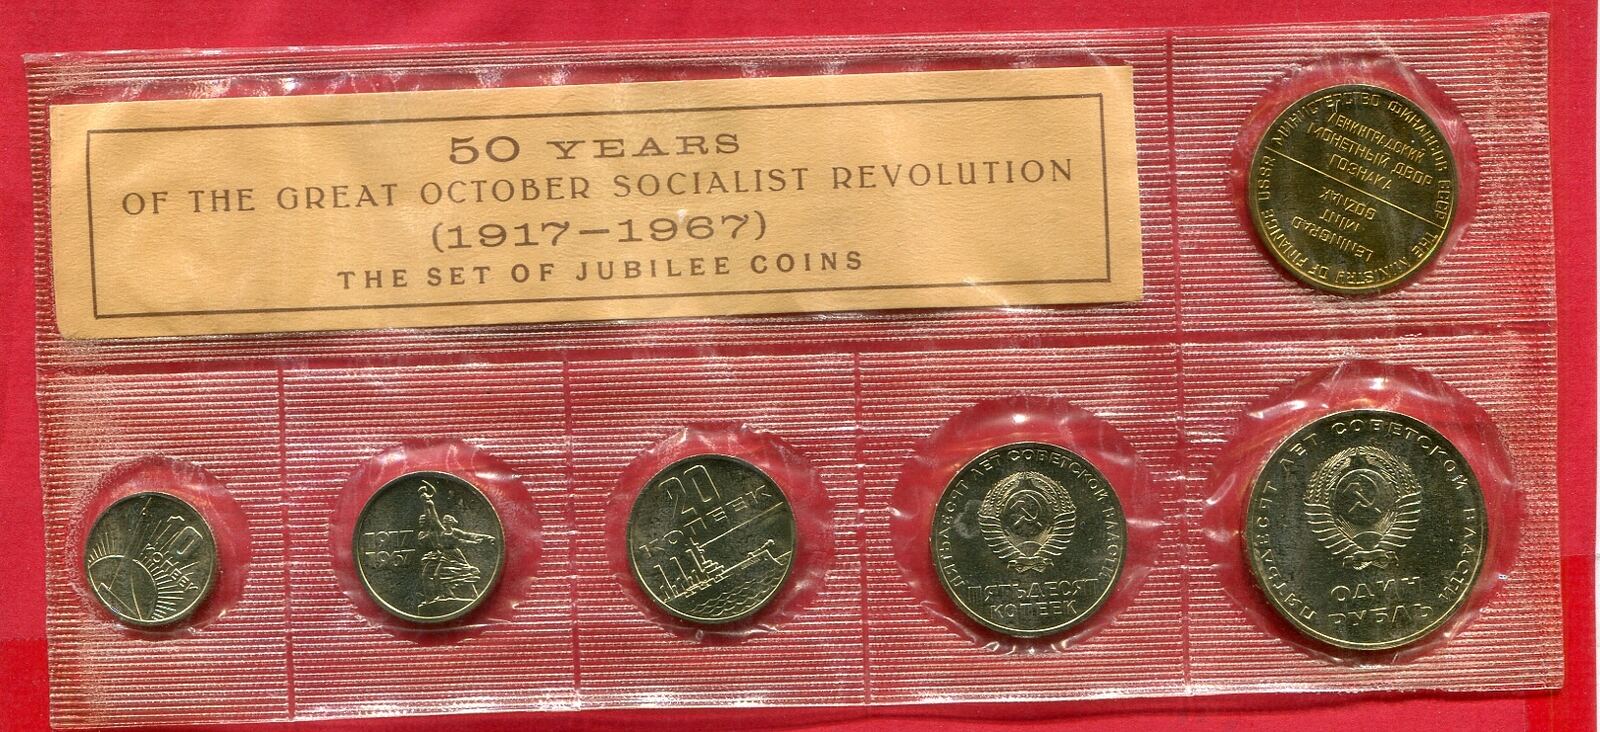 50 YEARS
OF THE GREAT OCTOBER SOCIALIST REVOLUTION
(1917–1967)
THE SET OF JUBILEE COINS
МИНИСТЕРСТВО ФИНАНСОВ СССР
ЛЕНИНГРАДСКИЙ
МОНЕТНЫЙ ДВОР
ГОЗНАКА
THE MINISTRY OF FINANCE USSR
LENINGRAD
MINT
GOZNAK
10
КОПЕЕК
1917
1967
20
КОПЕЕК
ПЯТЬДЕСЯТ ЛЕТ СОВЕТСКОЙ ВЛАСТИ
ПЯТЬДЕСЯТ
КОПЕЕК
ПЯТЬДЕСЯТ ЛЕТ СОВЕТСКОЙ ВЛАСТИ
ОДИН
РУБЛЬ